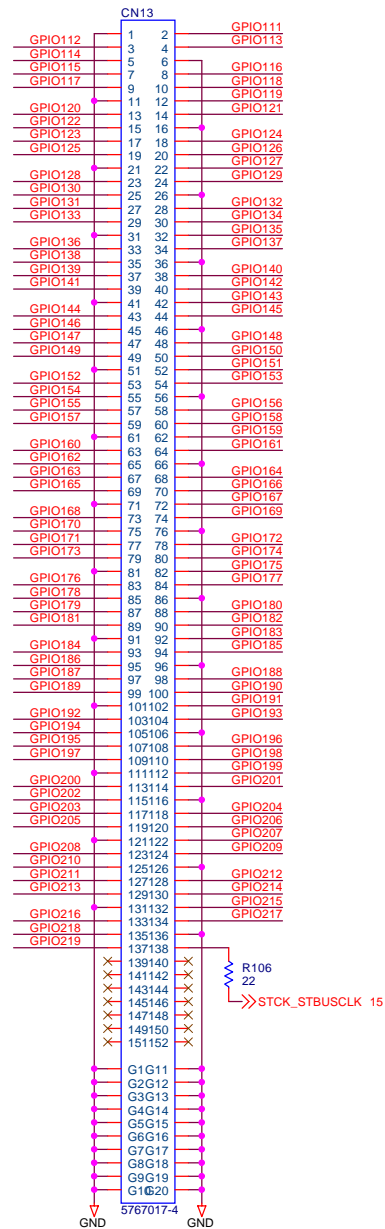 CN13
1 2 GPIO111
GPIO112 3 4 GPIO113
GPIO114 5 6
GPIO115 7 8 GPIO116
GPIO117 9 10 GPIO118
11 12 GPIO119
GPIO120 13 14 GPIO121
GPIO122 15 16
GPIO123 17 18 GPIO124
GPIO125 19 20 GPIO126
21 22 GPIO127
GPIO128 23 24 GPIO129
GPIO130 25 26
GPIO131 27 28 GPIO132
GPIO133 29 30 GPIO134
31 32 GPIO135
GPIO136 33 34 GPIO137
GPIO138 35 36
GPIO139 37 38 GPIO140
GPIO141 39 40 GPIO142
41 42 GPIO143
GPIO144 43 44 GPIO145
GPIO146 45 46
GPIO147 47 48 GPIO148
GPIO149 49 50 GPIO150
51 52 GPIO151
GPIO152 53 54 GPIO153
GPIO154 55 56
GPIO155 57 58 GPIO156
GPIO157 59 60 GPIO158
61 62 GPIO159
GPIO160 63 64 GPIO161
GPIO162 65 66
GPIO163 67 68 GPIO164
GPIO165 69 70 GPIO166
71 72 GPIO167
GPIO168 73 74 GPIO169
GPIO170 75 76
GPIO171 77 78 GPIO172
GPIO173 79 80 GPIO174
81 82 GPIO175
GPIO176 83 84 GPIO177
GPIO178 85 86
GPIO179 87 88 GPIO180
GPIO181 89 90 GPIO182
91 92 GPIO183
GPIO184 93 94 GPIO185
GPIO186 95 96
GPIO187 97 98 GPIO188
GPIO189 99 100 GPIO190
101 102 GPIO191
GPIO192 103 104 GPIO193
GPIO194 105 106
GPIO195 107 108 GPIO196
GPIO197 109 110 GPIO198
111 112 GPIO199
GPIO200 113 114 GPIO201
GPIO202 115 116
GPIO203 117 118 GPIO204
GPIO205 119 120 GPIO206
121 122 GPIO207
GPIO208 123 124 GPIO209
GPIO210 125 126
GPIO211 127 128 GPIO212
GPIO213 129 130 GPIO214
131 132 GPIO215
GPIO216 133 134 GPIO217
GPIO218 135 136
GPIO219 137 138
139 140
141 142
143 144
145 146
147 148
149 150
151 152
R106
22
STCK_STBUSCLK 15
G1 G11
G2 G12
G3 G13
G4 G14
G5 G15
G6 G16
G7 G17
G8 G18
G9 G19
G10 G20
5767017-4
GND GND